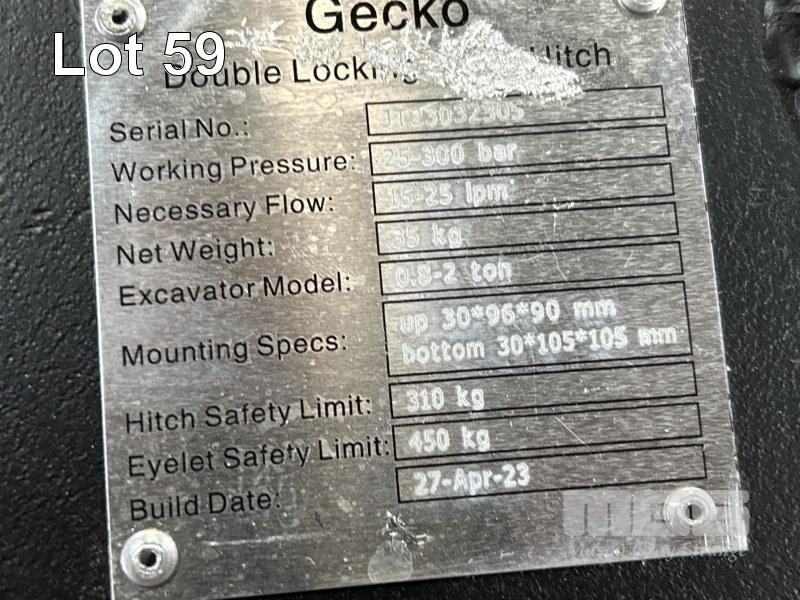 Gecko
Lot 59
Double Locking Hitch
Serial No.: JT23032305
Working Pressure: 25-300 bar
Necessary Flow: 15-25 lpm
Net Weight: 35 kg
Excavator Model: 0.8-2 ton
Mounting Specs: up 30*96*90 mm
bottom 30*105*105 mm
Hitch Safety Limit: 310 kg
Eyelet Safety Limit: 450 kg
Build Date: 27-Apr-23